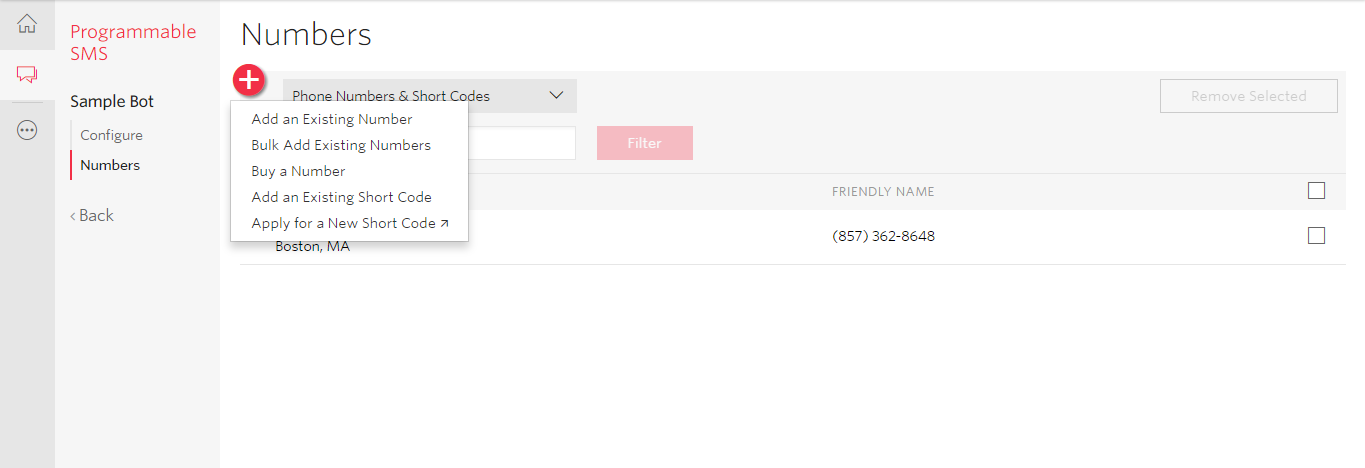 Programmable
SMS
Sample Bot
Configure
Numbers
‹ Back
Numbers
Phone Numbers & Short Codes
Remove Selected
Add an Existing Number
Bulk Add Existing Numbers
Buy a Number
Add an Existing Short Code
Apply for a New Short Code ↗
Filter
FRIENDLY NAME
Boston, MA
(857) 362-8648